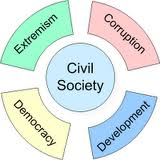 Extremism
Corruption
Civil
Society
Democracy
Development